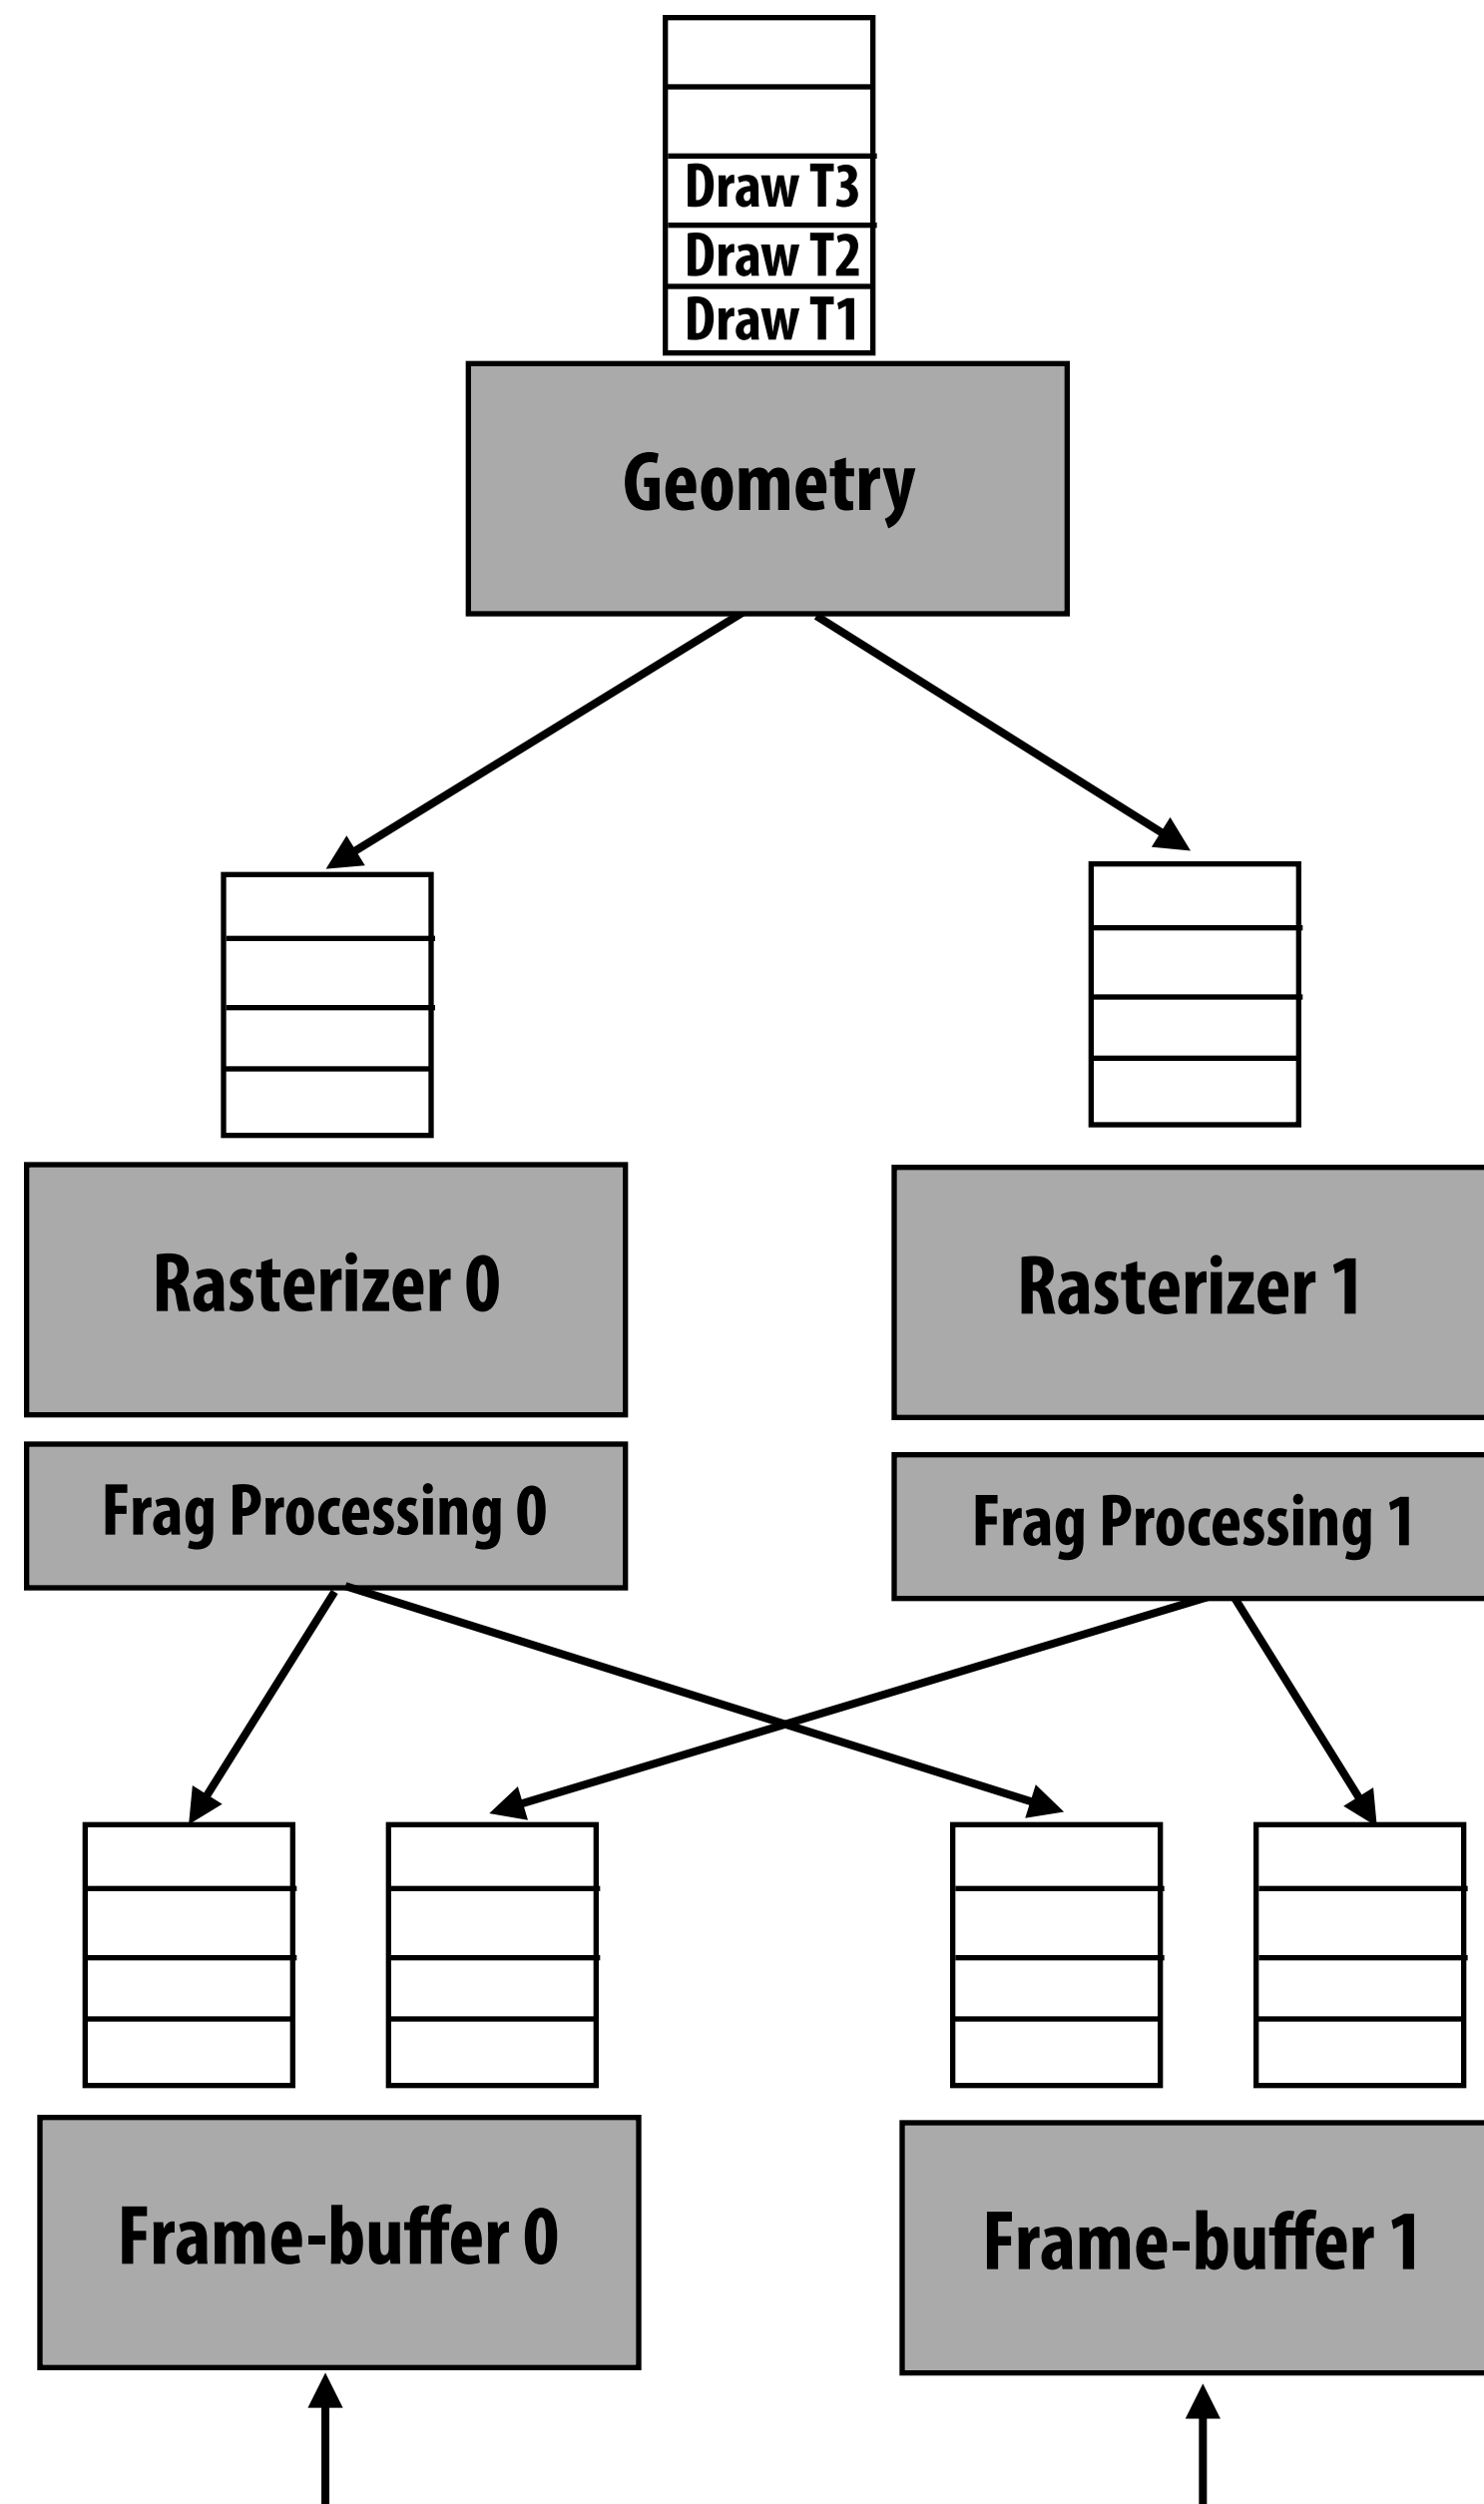 Draw T3
Draw T2
Draw T1
Geometry
Rasterizer 0
Rasterizer 1
Frag Processing 0
Frag Processing 1
Frame-buffer 0
Frame-buffer 1